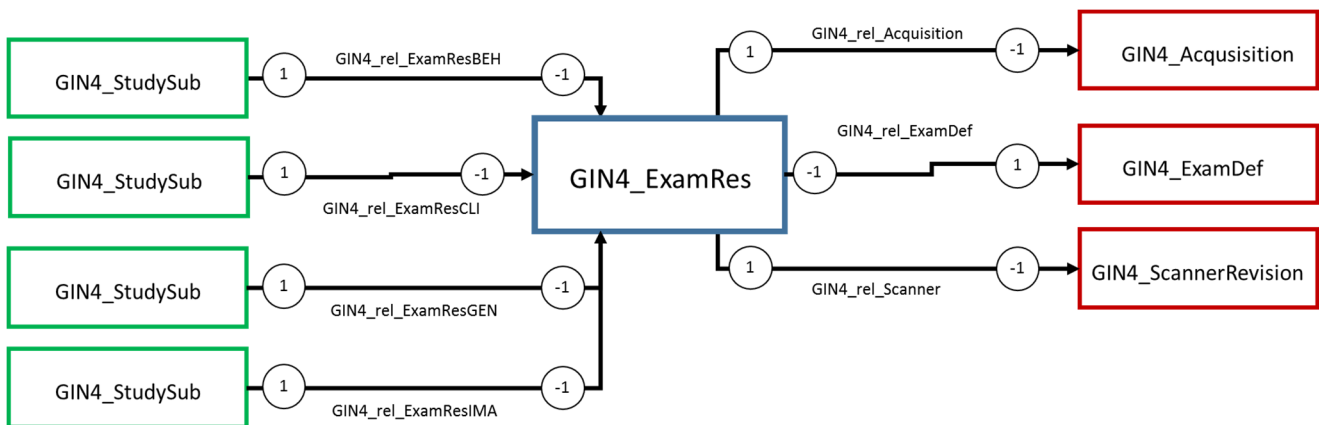 GIN4_StudySub
1
GIN4_rel_ExamResBEH
-1
GIN4_StudySub
1
-1
GIN4_rel_ExamResCLI
GIN4_StudySub
1
-1
GIN4_rel_ExamResGEN
GIN4_StudySub
1
-1
GIN4_rel_ExamResIMA
GIN4_ExamRes
GIN4_rel_Acquisition
1
-1
GIN4_Acqusisition
GIN4_rel_ExamDef
-1
1
GIN4_ExamDef
1
-1
GIN4_rel_Scanner
GIN4_ScannerRevision